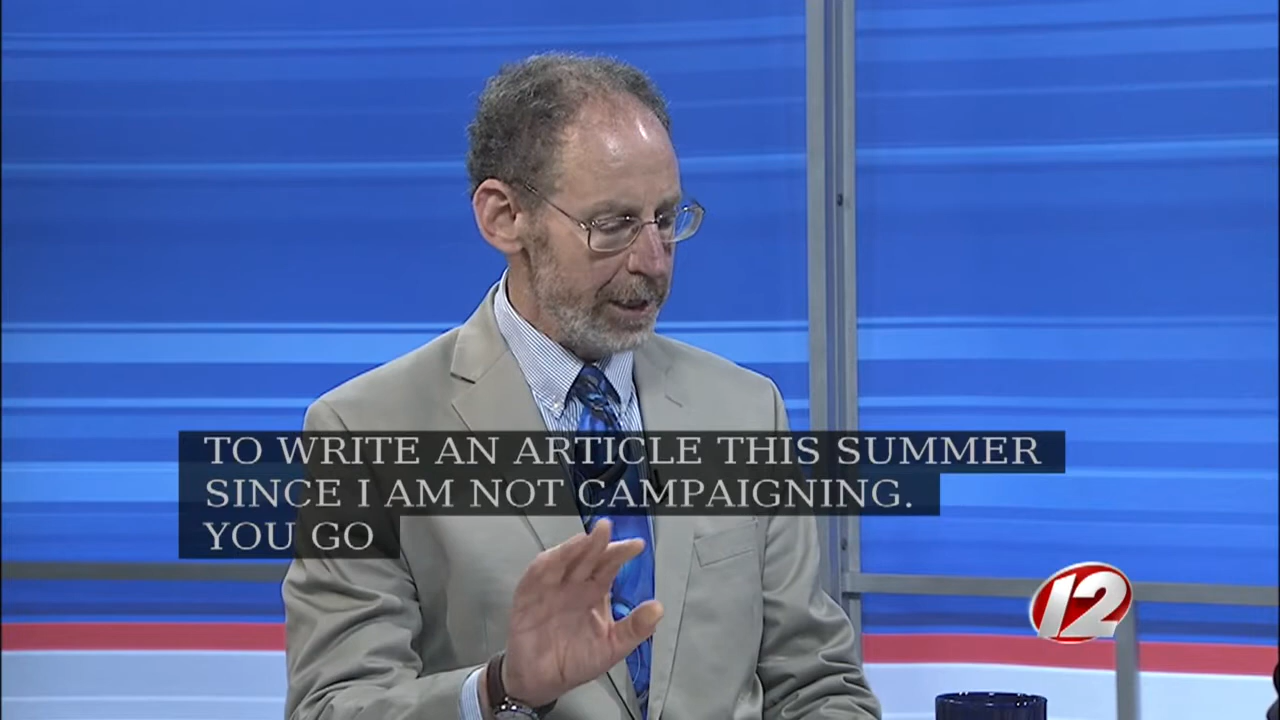 TO WRITE AN ARTICLE THIS SUMMER
SINCE I AM NOT CAMPAIGNING.
YOU GO
12